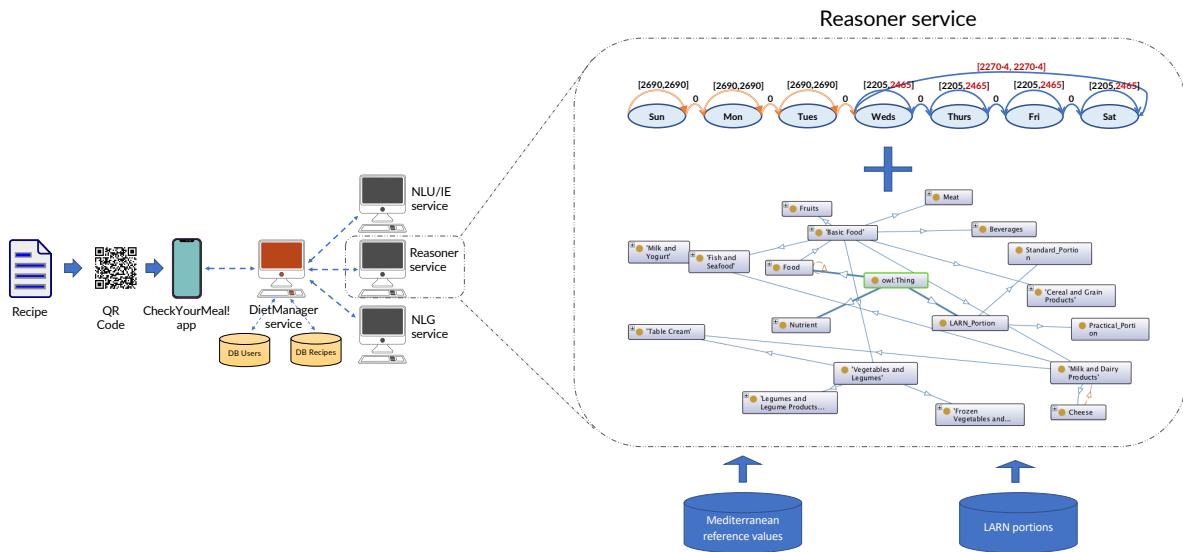 Reasoner service
[2270·4, 2270·4]
[2690,2690]
[2690,2690]
[2690,2690]
[2205,2465]
[2205,2465]
[2205,2465]
[2205,2465]
0
0
0
0
0
0
Sun
Mon
Tues
Weds
Thurs
Fri
Sat
Meat
Fruits
'Basic Food'
Beverages
'Milk and
Yogurt'
'Fish and
Seafood'
Food
Standard_Portio
n
owl:Thing
'Cereal and Grain
Products'
Nutrient
LARN_Portion
Practical_Porti
on
'Table Cream'
'Vegetables and
Legumes'
'Milk and Dairy
Products'
'Legumes and
Legume Products...
'Frozen
Vegetables and...
Cheese
Mediterranean
reference values
LARN portions
Recipe
QR
Code
CheckYourMeal!
app
DietManager
service
DB Users
DB Recipes
NLU/IE
service
Reasoner
service
NLG
service